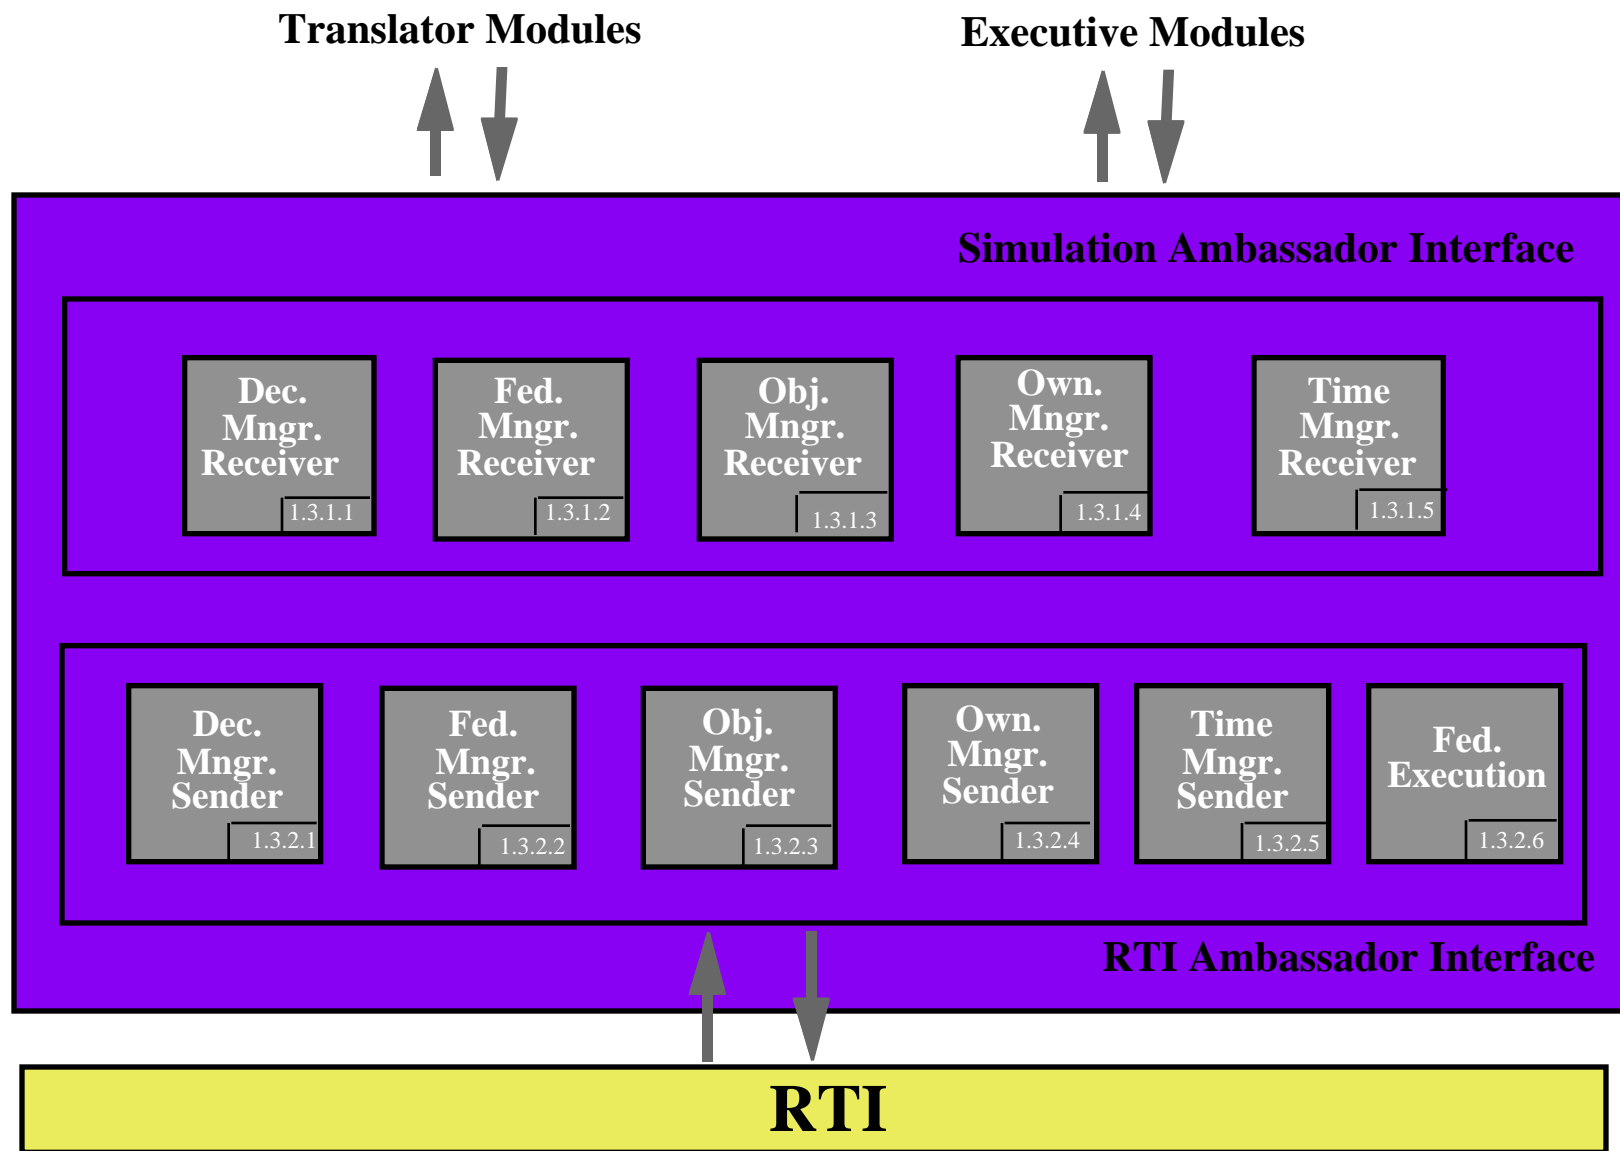 Translator Modules
Executive Modules
Simulation Ambassador Interface
Dec.
Mngr.
Receiver
1.3.1.1
Fed.
Mngr.
Receiver
1.3.1.2
Obj.
Mngr.
Receiver
1.3.1.3
Own.
Mngr.
Receiver
1.3.1.4
Time
Mngr.
Receiver
1.3.1.5
Dec.
Mngr.
Sender
1.3.2.1
Fed.
Mngr.
Sender
1.3.2.2
Obj.
Mngr.
Sender
1.3.2.3
Own.
Mngr.
Sender
1.3.2.4
Time
Mngr.
Sender
1.3.2.5
Fed.
Execution
1.3.2.6
RTI Ambassador Interface
RTI